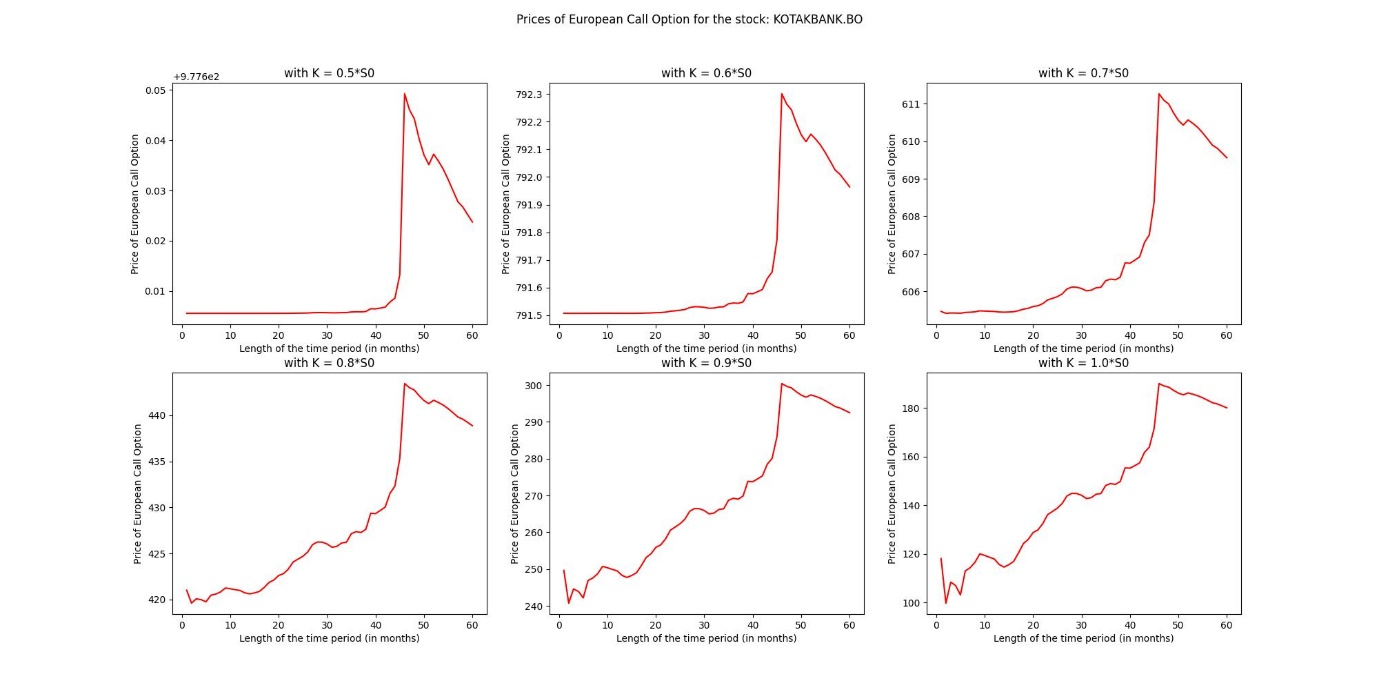 Prices of European Call Option for the stock: KOTAKBANK.BO
with K = 0.5*S0
+9.776e2
Price of European Call Option
0.05
0.04
0.03
0.02
0.01
0 10 20 30 40 50 60
Length of the time period (in months)
with K = 0.6*S0
Price of European Call Option
792.3
792.2
792.1
792.0
791.9
791.8
791.7
791.6
791.5
0 10 20 30 40 50 60
Length of the time period (in months)
with K = 0.7*S0
Price of European Call Option
611
610
609
608
607
606
0 10 20 30 40 50 60
Length of the time period (in months)
with K = 0.8*S0
Price of European Call Option
440
435
430
425
420
0 10 20 30 40 50 60
Length of the time period (in months)
with K = 0.9*S0
Price of European Call Option
300
290
280
270
260
250
240
0 10 20 30 40 50 60
Length of the time period (in months)
with K = 1.0*S0
Price of European Call Option
180
160
140
120
100
0 10 20 30 40 50 60
Length of the time period (in months)